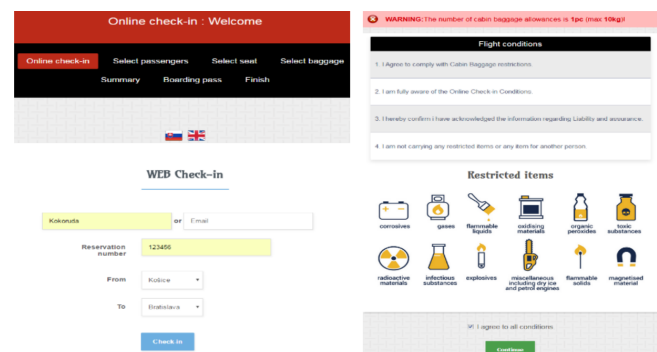 Online check-in : Welcome
Online check-in Select passengers Select seat Select baggage
Summary Boarding pass Finish
WEB Check-in
Kokoruda or Email
Reservation number 123456
From Košice
To Bratislava
Check in
WARNING: The number of cabin baggage allowances is 1pc (max 10kg)!
Flight conditions
1. I Agree to comply with Cabin Baggage restrictions.
2. I am fully aware of the Online Check in Conditions.
3. I hereby confirm i have acknowledged the information regarding Liability and assurance.
4. I am not carrying any restricted items or any item for another person.
Restricted items
corrosives gases flammable liquids oxidising materials organic peroxides toxic substances
radioactive materials infectious substances explosives miscellaneous including dry ice and petrol engines flammable solids magnetised material
I agree to all conditions
Continue